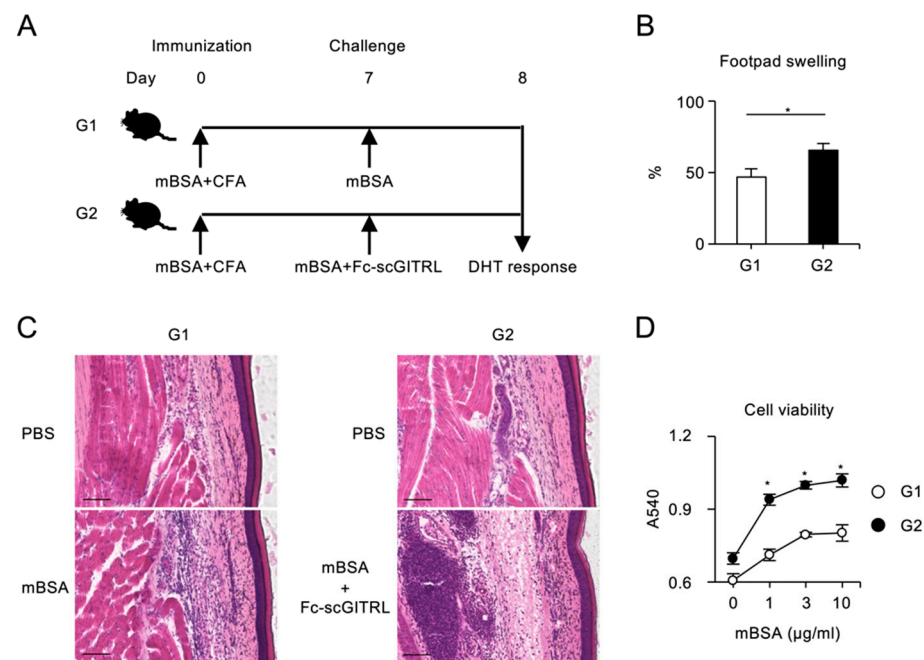 A
Immunization Challenge
Day 0 7 8
G1
mBSA+CFA mBSA
G2
mBSA+CFA mBSA+Fc-scGITRL DHT response
B
Footpad swelling
*
100
50
0
%
G1 G2
C
G1 G2
PBS PBS
mBSA
mBSA
+
Fc-scGITRL
D
Cell viability
1.2
0.9
0.6
A540
* * *
G1
G2
0 1 3 10
mBSA (μg/ml)